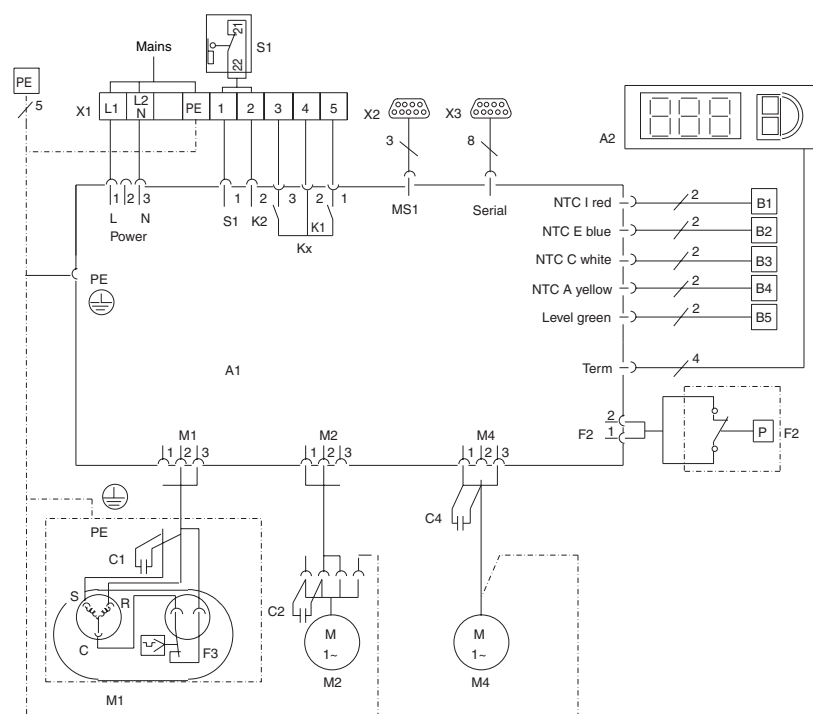 21
S1
22
Mains
PE
5
X1
L1
L2
N
PE
1
2
3
4
5
X2
X3
3
8
A2
1
2
3
1
2
3
2
1
L
N
S1
K2
K1
Kx
Power
MS1
Serial
NTC I red
2
B1
NTC E blue
2
B2
NTC C white
2
B3
NTC A yellow
2
B4
Level green
2
B5
PE
A1
Term
4
2
1
F2
P
F2
M1
1
2
3
M2
1
2
3
M4
1
2
3
PE
C1
C4
S
R
C
F3
C2
M
1~
M
1~
M1
M2
M4